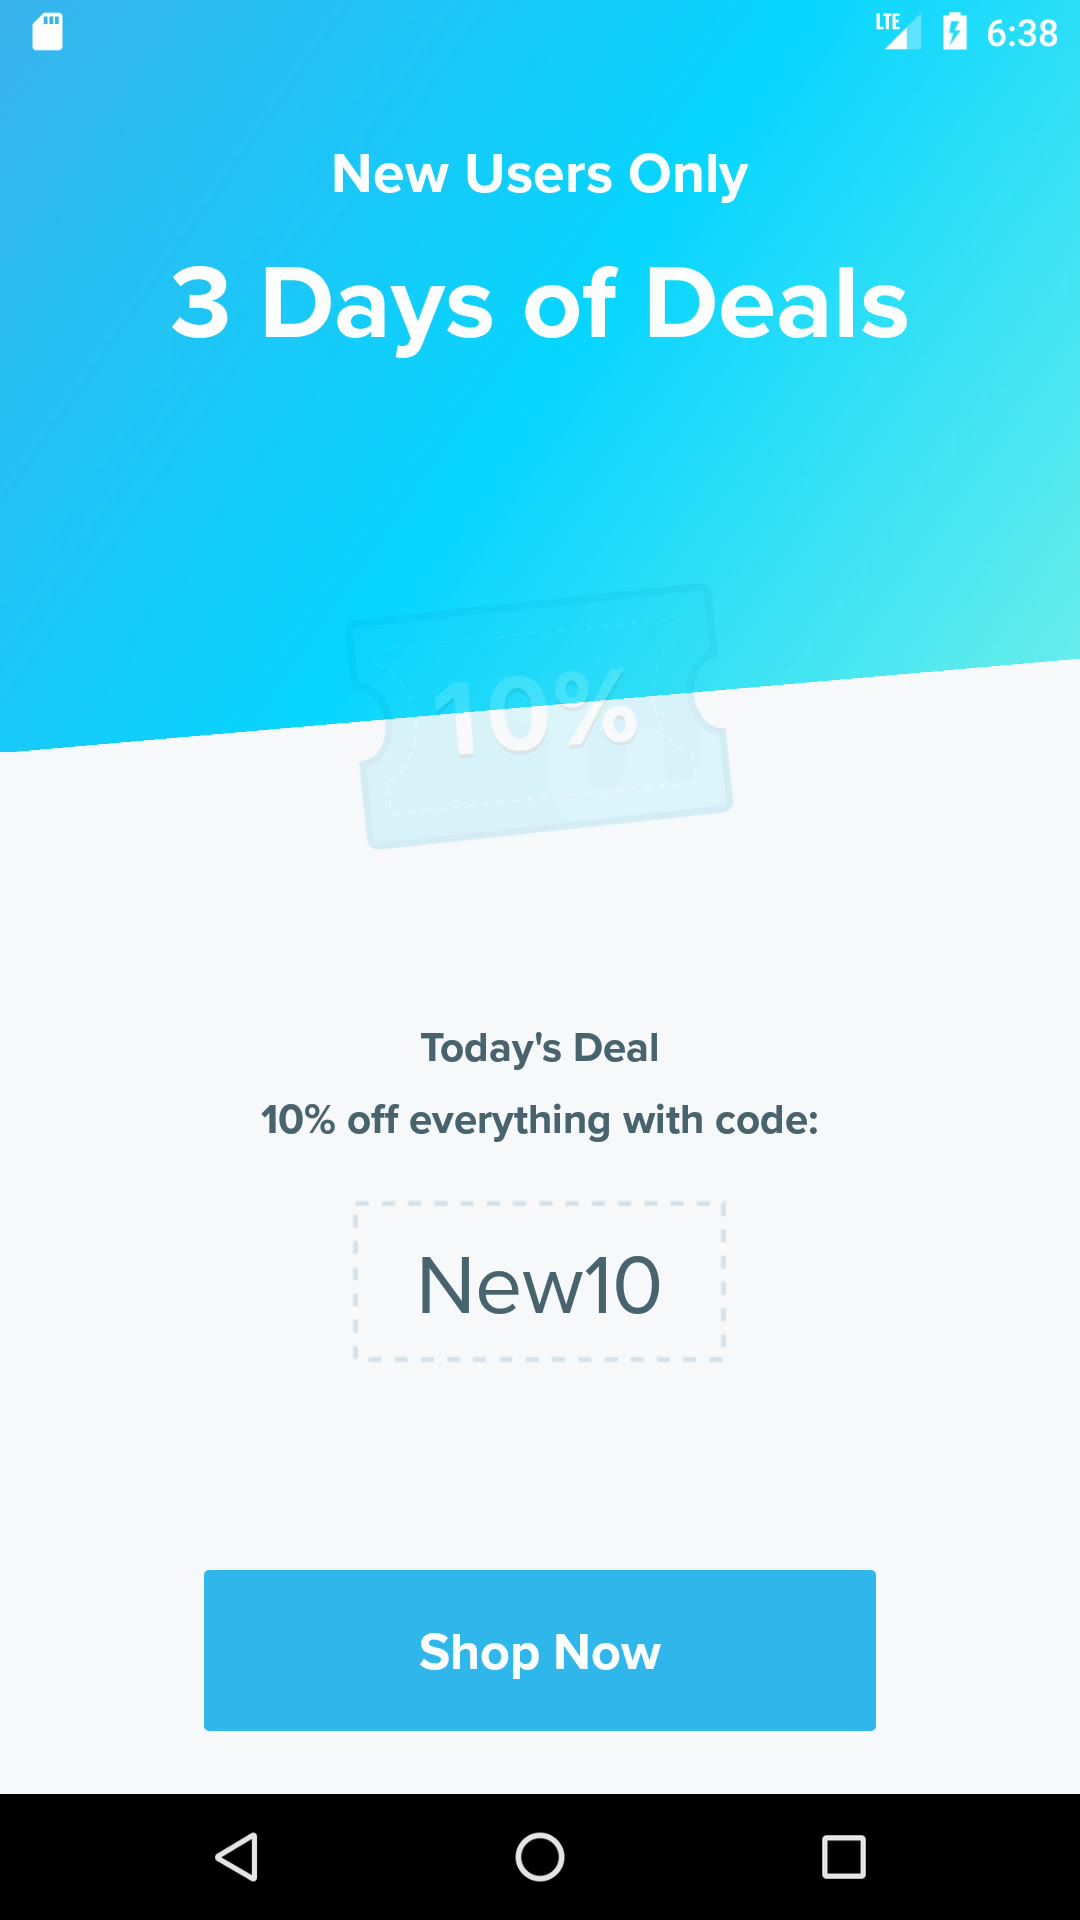 LTE 6:38
New Users Only
3 Days of Deals
10%
Today's Deal
10% off everything with code:
New10
Shop Now